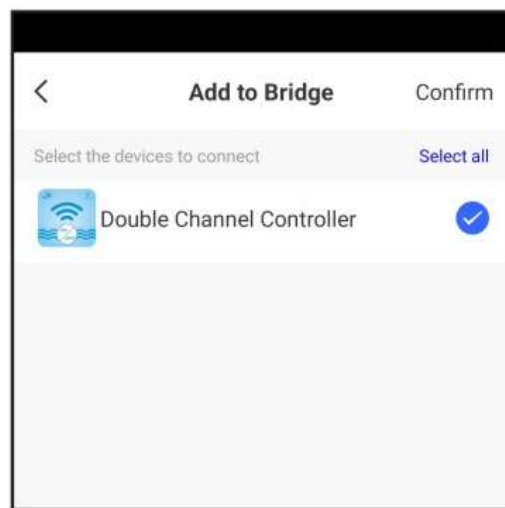 Add to Bridge Confirm
Select the devices to connect Select all
Double Channel Controller